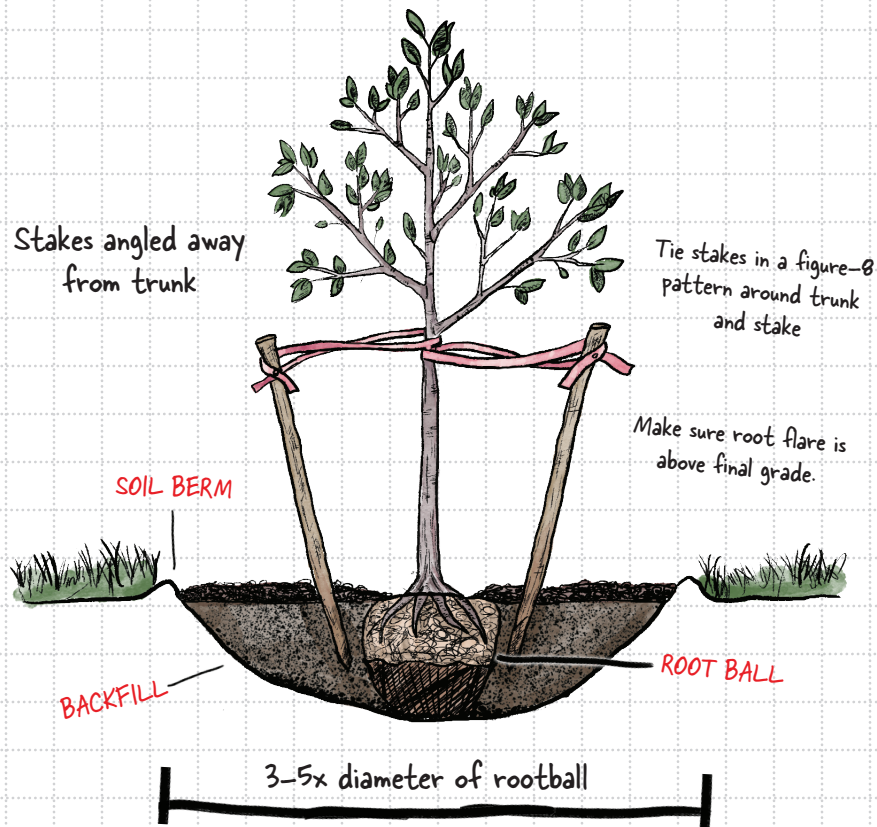 Stakes angled away
from trunk
Tie stakes in a figure-8
pattern around trunk
and stake
Make sure root flare is
above final grade.
SOIL BERM
BACKFILL
ROOT BALL
3-5x diameter of rootball